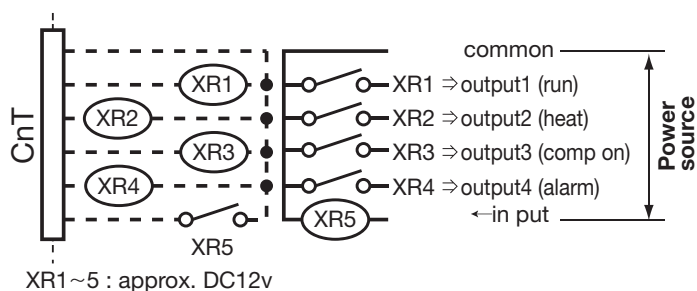 common
XR1 XR1 ⇒output1 (run)
XR2 XR2 ⇒output2 (heat)
XR3 XR3 ⇒output3 (comp on)
XR4 XR4 ⇒output4 (alarm)
XR5 ←in put
XR5
CnT
Power
source
XR1~5 : approx. DC12v